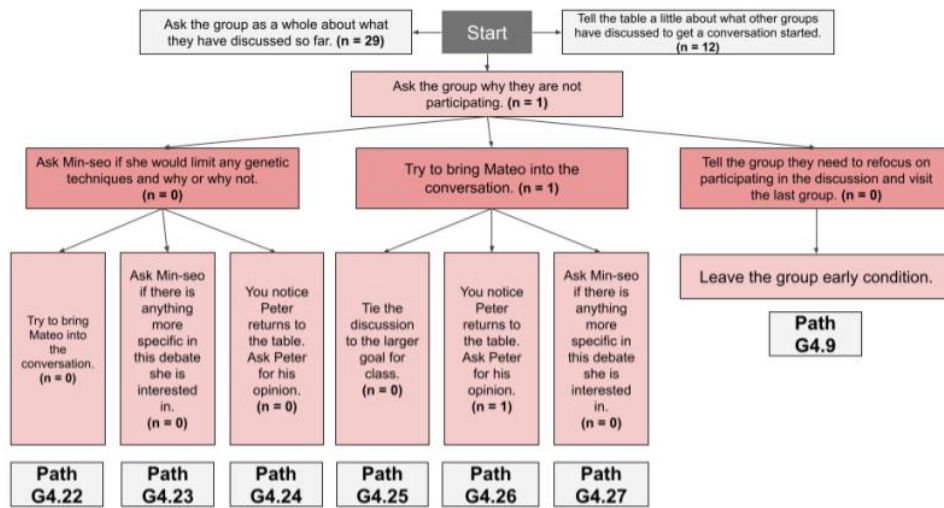 Ask the group as a whole about what
they have discussed so far. (n = 29)
Start
Tell the table a little about what other groups
have discussed to get a conversation started.
(n = 12)
Ask the group why they are not
participating. (n = 1)
Ask Min-seo if she would limit any genetic
techniques and why or why not.
(n = 0)
Try to bring Mateo into the
conversation. (n = 1)
Tell the group they need to refocus on
participating in the discussion and visit
the last group. (n = 0)
Try to bring
Mateo into
the
conversation.
(n = 0)
Ask Min-seo
if there is
anything
more
specific in
this debate
she is
interested
in.
(n = 0)
You notice
Peter
returns to
the table.
Ask Peter
for his
opinion.
(n = 0)
Tie the
discussion
to the larger
goal for
class.
(n = 0)
You notice
Peter
returns to
the table.
Ask Peter
for his
opinion.
(n = 1)
Ask Min-seo
if there is
anything
more
specific in
this debate
she is
interested
in.
(n = 0)
Leave the group early condition.
Path
G4.9
Path
G4.22
Path
G4.23
Path
G4.24
Path
G4.25
Path
G4.26
Path
G4.27